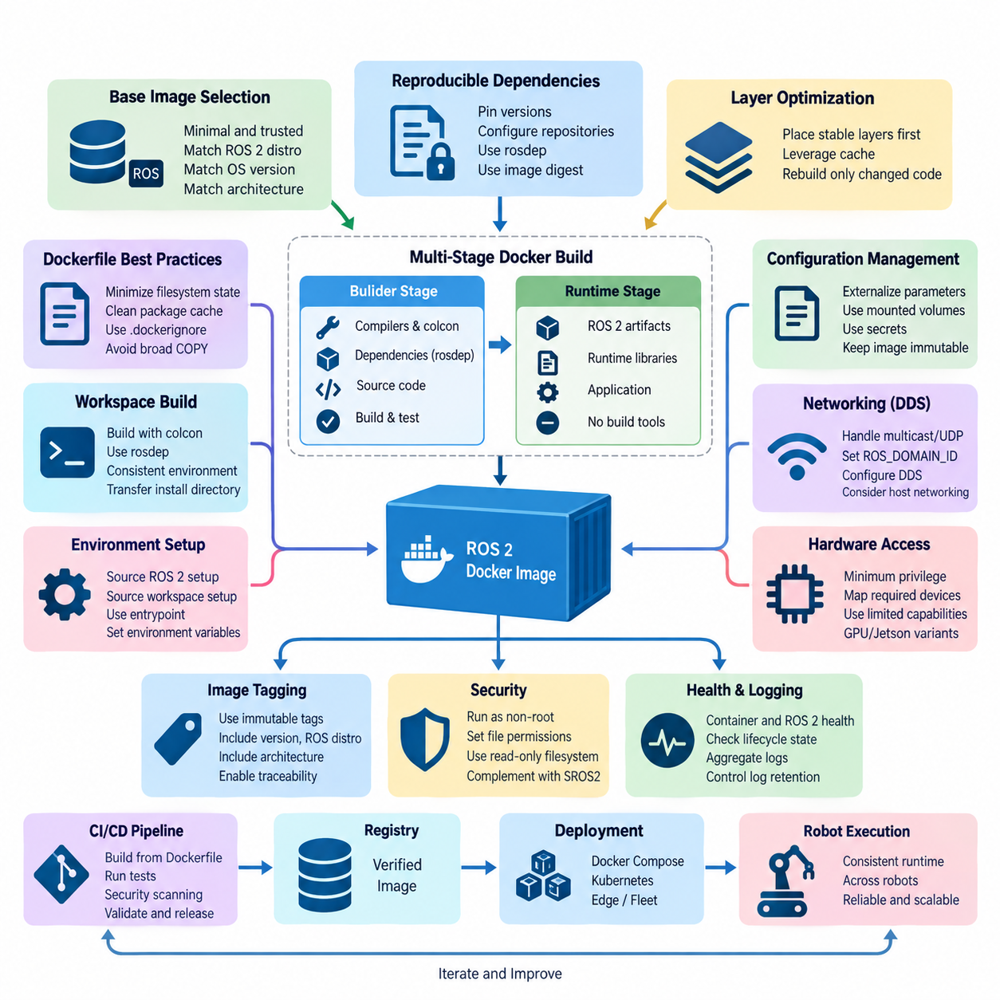 Base Image Selection
ROS
Minimal and trusted
Match ROS 2 distro
Match OS version
Match architecture
Reproducible Dependencies
Pin versions
Configure repositories
Use rosdep
Use image digest
Layer Optimization
Place stable layers first
Leverage cache
Rebuild only changed code
Dockerfile Best Practices
Minimize filesystem state
Clean package cache
Use .dockerignore
Avoid broad COPY
Workspace Build
Build with colcon
Use rosdep
Consistent environment
Transfer install directory
Environment Setup
Source ROS 2 setup
Source workspace setup
Use entrypoint
Set environment variables
Multi-Stage Docker Build
Bulider Stage
Compilers & colcon
Dependencies (rosdep)
Source code
Build & test
Runtime Stage
ROS 2 artifacts
Runtime libraries
Application
No build tools
ROS 2
Docker Image
Configuration Management
Externalize parameters
Use mounted volumes
Use secrets
Keep image immutable
Networking (DDS)
Handle multicast/UDP
Set ROS_DOMAIN_ID
Configure DDS
Consider host networking
Hardware Access
Minimum privilege
Map required devices
Use limited capabilities
GPU/Jetson variants
Image Tagging
Use immutable tags
Include version, ROS distro
Include architecture
Enable traceability
Security
Run as non-root
Set file permissions
Use read-only filesystem
Complement with SROS2
Health & Logging
Container and ROS 2 health
Check lifecycle state
Aggregate logs
Control log retention
CI/CD Pipeline
Build from Dockerfile
Run tests
Security scanning
Validate and release
Registry
Verified
Image
Deployment
Docker Compose
Kubernetes
Edge / Fleet
Robot Execution
Consistent runtime
Across robots
Reliable and scalable
Iterate and Improve